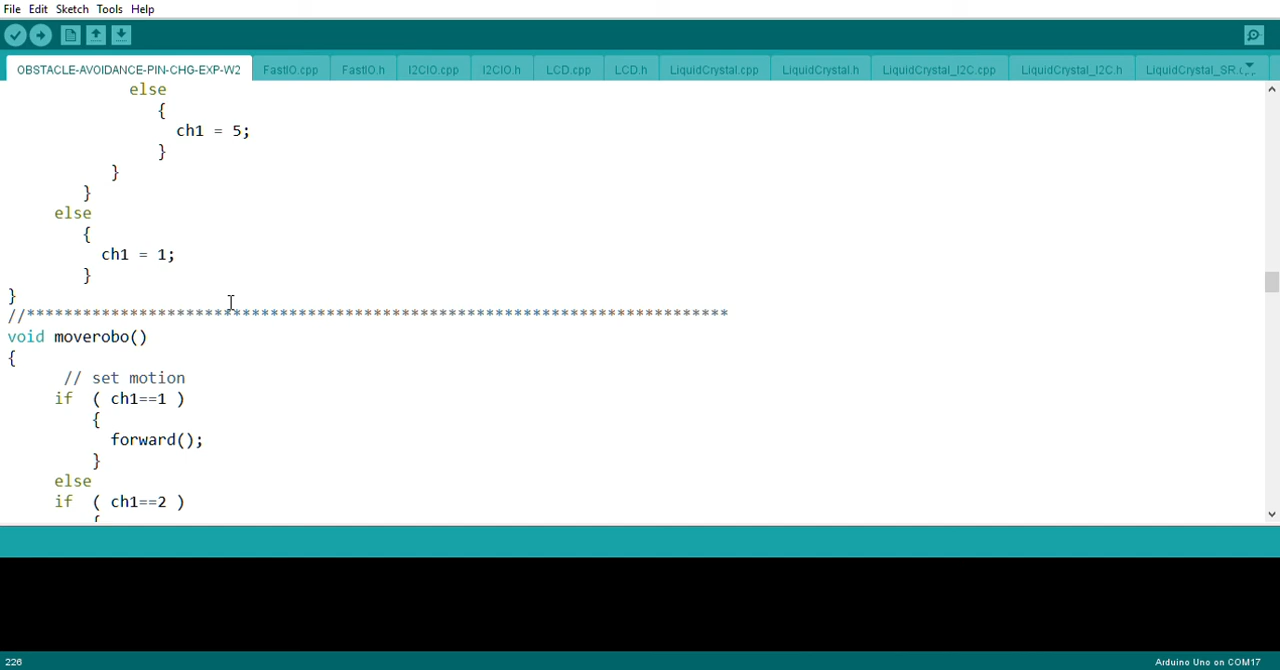 File Edit Sketch Tools Help
OBSTACLE-AVOIDANCE-PIN-CHG-EXP-W2 FastIO.cpp FastIO.h I2CIO.cpp I2CIO.h LCD.cpp LCD.h LiquidCrystal.cpp LiquidCrystal.h LiquidCrystal_I2C.cpp LiquidCrystal_I2C.h LiquidCrystal_SR.c
else
{
ch1 = 5;
}
}
}
else
{
ch1 = 1;
}
}
//***************************************************************************
void moverobo()
{
// set motion
if ( ch1==1 )
{
forward();
}
else
if ( ch1==2 )
{
226 Arduino Uno on COM17